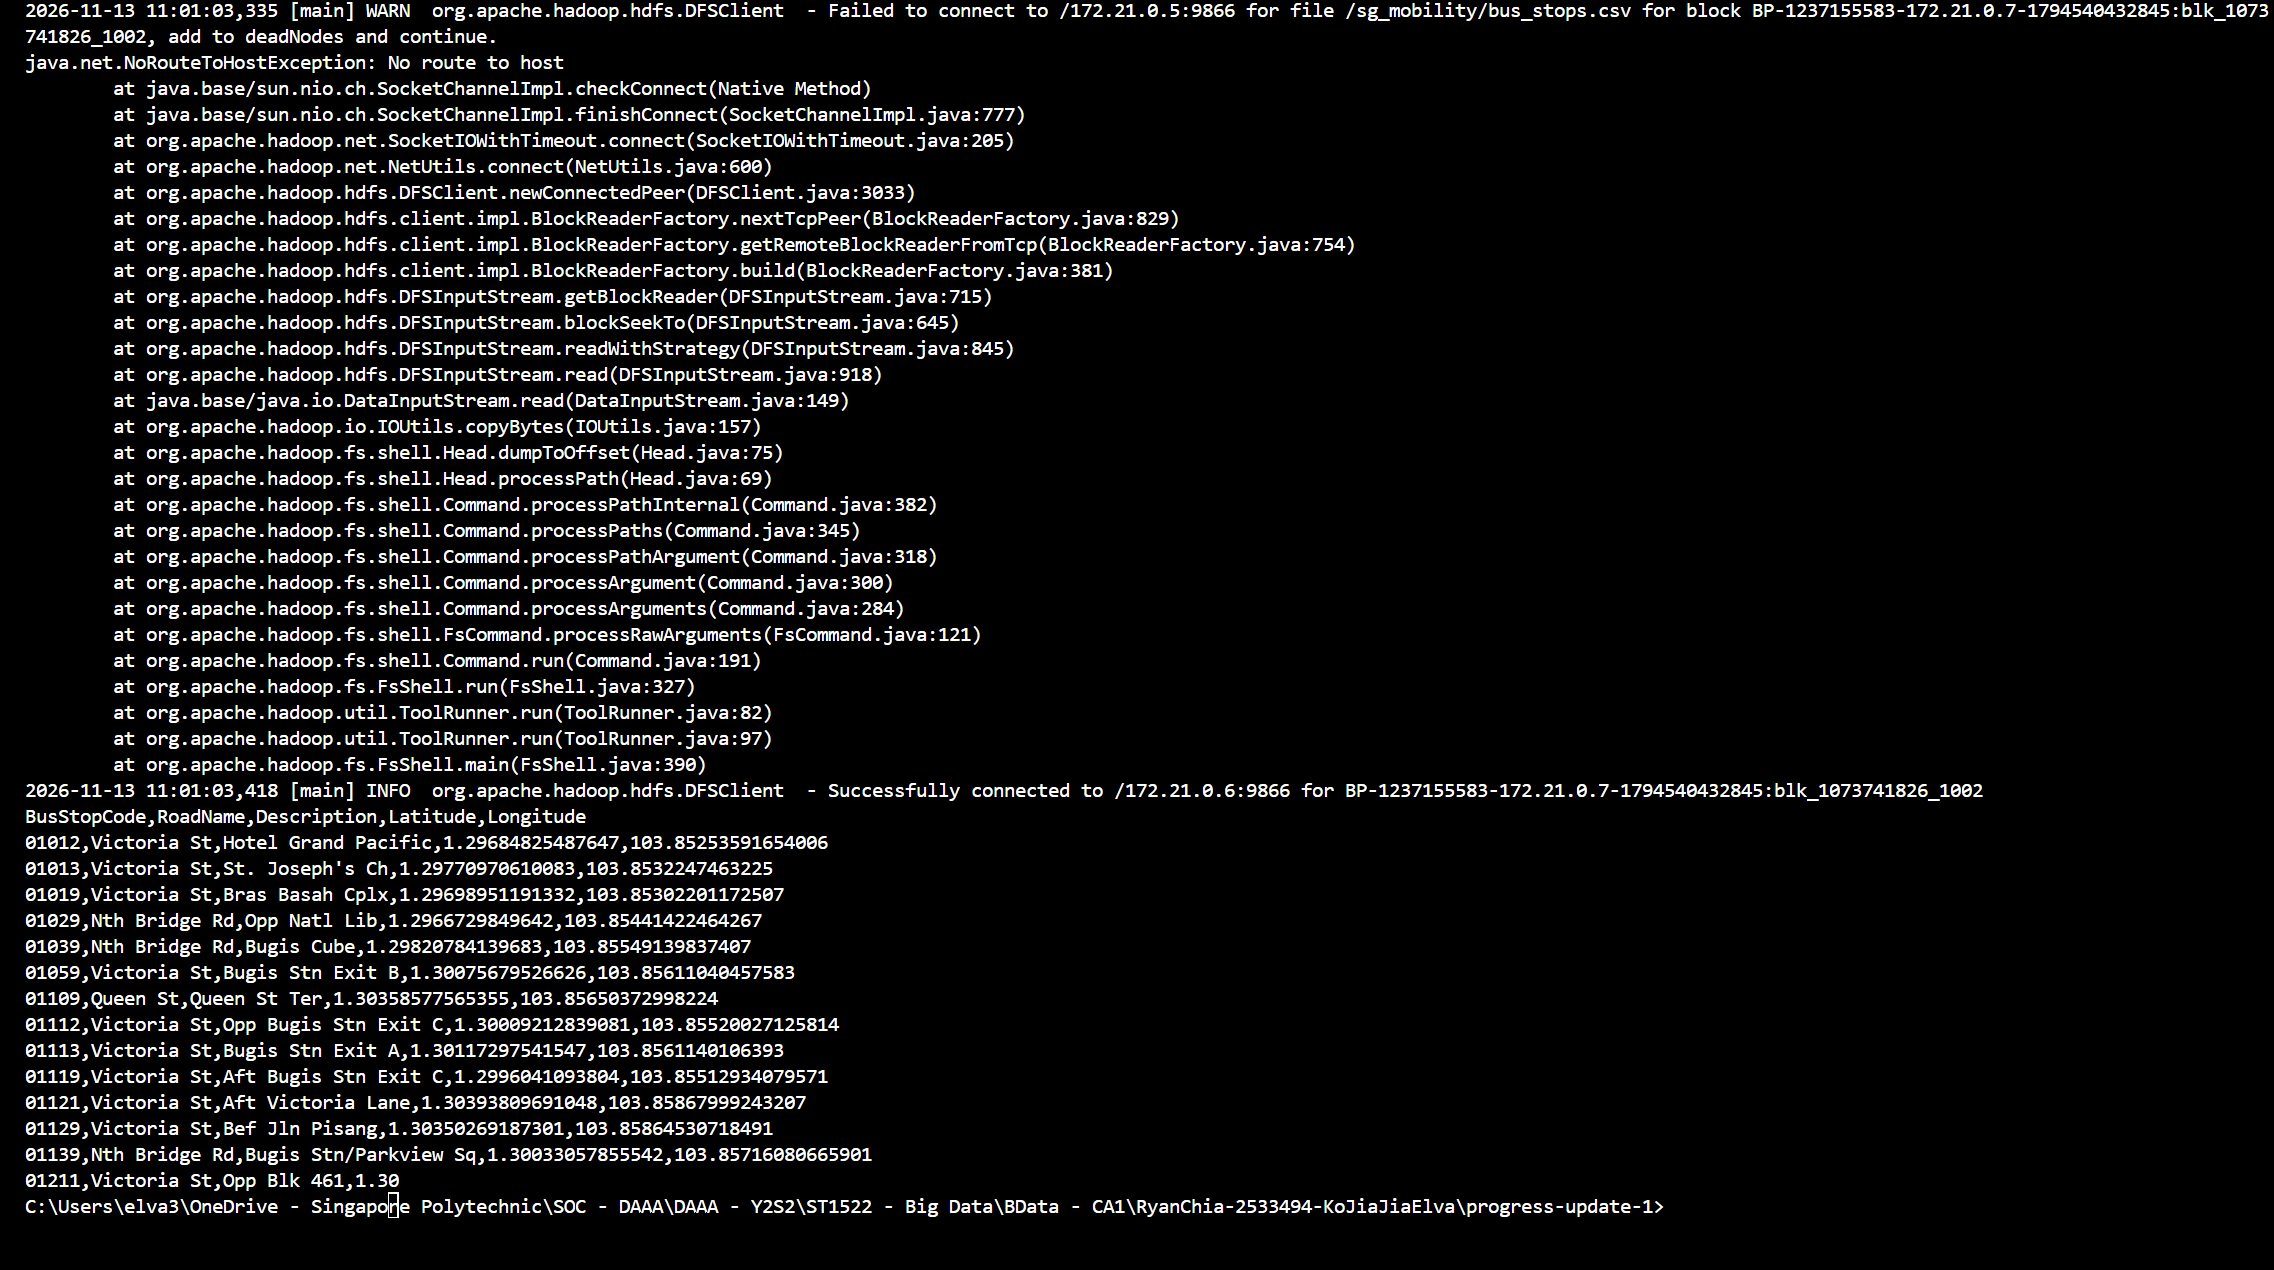 2026-11-13 11:01:03,335 [main] WARN  org.apache.hadoop.hdfs.DFSClient  - Failed to connect to /172.21.0.5:9866 for file /sg_mobility/bus_stops.csv for block BP-1237155583-172.21.0.7-1794540432845:blk_1073
741826_1002, add to deadNodes and continue.
java.net.NoRouteToHostException: No route to host
        at java.base/sun.nio.ch.SocketChannelImpl.checkConnect(Native Method)
        at java.base/sun.nio.ch.SocketChannelImpl.finishConnect(SocketChannelImpl.java:777)
        at org.apache.hadoop.net.SocketIOWithTimeout.connect(SocketIOWithTimeout.java:205)
        at org.apache.hadoop.net.NetUtils.connect(NetUtils.java:600)
        at org.apache.hadoop.hdfs.DFSClient.newConnectedPeer(DFSClient.java:3033)
        at org.apache.hadoop.hdfs.client.impl.BlockReaderFactory.nextTcpPeer(BlockReaderFactory.java:829)
        at org.apache.hadoop.hdfs.client.impl.BlockReaderFactory.getRemoteBlockReaderFromTcp(BlockReaderFactory.java:754)
        at org.apache.hadoop.hdfs.client.impl.BlockReaderFactory.build(BlockReaderFactory.java:381)
        at org.apache.hadoop.hdfs.DFSInputStream.getBlockReader(DFSInputStream.java:715)
        at org.apache.hadoop.hdfs.DFSInputStream.blockSeekTo(DFSInputStream.java:645)
        at org.apache.hadoop.hdfs.DFSInputStream.readWithStrategy(DFSInputStream.java:845)
        at org.apache.hadoop.hdfs.DFSInputStream.read(DFSInputStream.java:918)
        at java.base/java.io.DataInputStream.read(DataInputStream.java:149)
        at org.apache.hadoop.io.IOUtils.copyBytes(IOUtils.java:157)
        at org.apache.hadoop.fs.shell.Head.dumpToOffset(Head.java:75)
        at org.apache.hadoop.fs.shell.Head.processPath(Head.java:69)
        at org.apache.hadoop.fs.shell.Command.processPathInternal(Command.java:382)
        at org.apache.hadoop.fs.shell.Command.processPaths(Command.java:345)
        at org.apache.hadoop.fs.shell.Command.processPathArgument(Command.java:318)
        at org.apache.hadoop.fs.shell.Command.processArgument(Command.java:300)
        at org.apache.hadoop.fs.shell.Command.processArguments(Command.java:284)
        at org.apache.hadoop.fs.shell.FsCommand.processRawArguments(FsCommand.java:121)
        at org.apache.hadoop.fs.shell.Command.run(Command.java:191)
        at org.apache.hadoop.fs.FsShell.run(FsShell.java:327)
        at org.apache.hadoop.util.ToolRunner.run(ToolRunner.java:82)
        at org.apache.hadoop.util.ToolRunner.run(ToolRunner.java:97)
        at org.apache.hadoop.fs.FsShell.main(FsShell.java:390)
2026-11-13 11:01:03,418 [main] INFO  org.apache.hadoop.hdfs.DFSClient  - Successfully connected to /172.21.0.6:9866 for BP-1237155583-172.21.0.7-1794540432845:blk_1073741826_1002
BusStopCode,RoadName,Description,Latitude,Longitude
01012,Victoria St,Hotel Grand Pacific,1.29684825487647,103.85253591654006
01013,Victoria St,St. Joseph's Ch,1.29770970610083,103.8532247463225
01019,Victoria St,Bras Basah Cplx,1.29698951191332,103.85302201172507
01029,Nth Bridge Rd,Opp Natl Lib,1.2966729849642,103.85441422464267
01039,Nth Bridge Rd,Bugis Cube,1.29820784139683,103.85549139837407
01059,Victoria St,Bugis Stn Exit B,1.30075679526626,103.85611040457583
01109,Queen St,Queen St Ter,1.30358577565355,103.85650372998224
01112,Victoria St,Opp Bugis Stn Exit C,1.30009212839081,103.85520027125814
01113,Victoria St,Bugis Stn Exit A,1.30117297541547,103.8561140106393
01119,Victoria St,Aft Bugis Stn Exit C,1.2996041093804,103.85512934079571
01121,Victoria St,Aft Victoria Lane,1.30393809691048,103.85867999243207
01129,Victoria St,Bef Jln Pisang,1.30350269187301,103.85864530718491
01139,Nth Bridge Rd,Bugis Stn/Parkview Sq,1.30033057855542,103.85716080665901
01211,Victoria St,Opp Blk 461,1.30
C:\Users\elva3\OneDrive - Singapore Polytechnic\SOC - DAAA\DAAA - Y2S2\ST1522 - Big Data\BData - CA1\RyanChia-2533494-KoJiaJiaElva\progress-update-1>